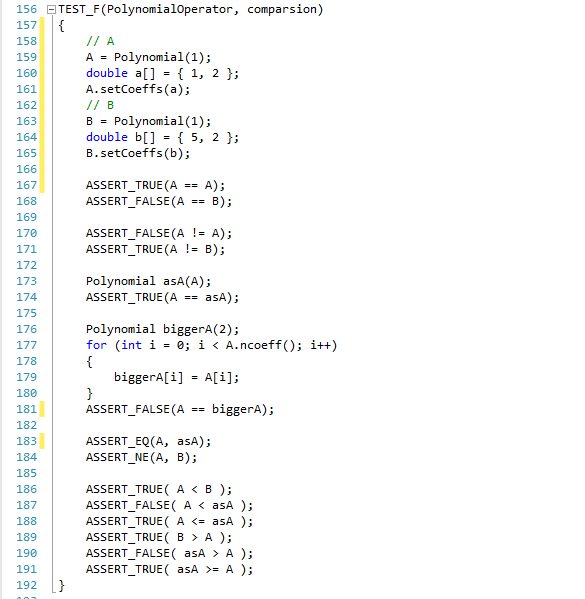 156 TEST_F(PolynomialOperator, comparsion)
157 {
158     // A
159     A = Polynomial(1);
160     double a[] = { 1, 2 };
161     A.setCoeffs(a);
162     // B
163     B = Polynomial(1);
164     double b[] = { 5, 2 };
165     B.setCoeffs(b);
166
167     ASSERT_TRUE(A == A);
168     ASSERT_FALSE(A == B);
169
170     ASSERT_FALSE(A != A);
171     ASSERT_TRUE(A != B);
172
173     Polynomial asA(A);
174     ASSERT_TRUE(A == asA);
175
176     Polynomial biggerA(2);
177     for (int i = 0; i < A.ncoeff(); i++)
178     {
179         biggerA[i] = A[i];
180     }
181     ASSERT_FALSE(A == biggerA);
182
183     ASSERT_EQ(A, asA);
184     ASSERT_NE(A, B);
185
186     ASSERT_TRUE( A < B );
187     ASSERT_FALSE( A < asA );
188     ASSERT_TRUE( A <= asA );
189     ASSERT_TRUE( B > A );
190     ASSERT_FALSE( asA > A );
191     ASSERT_TRUE( asA >= A );
192 }